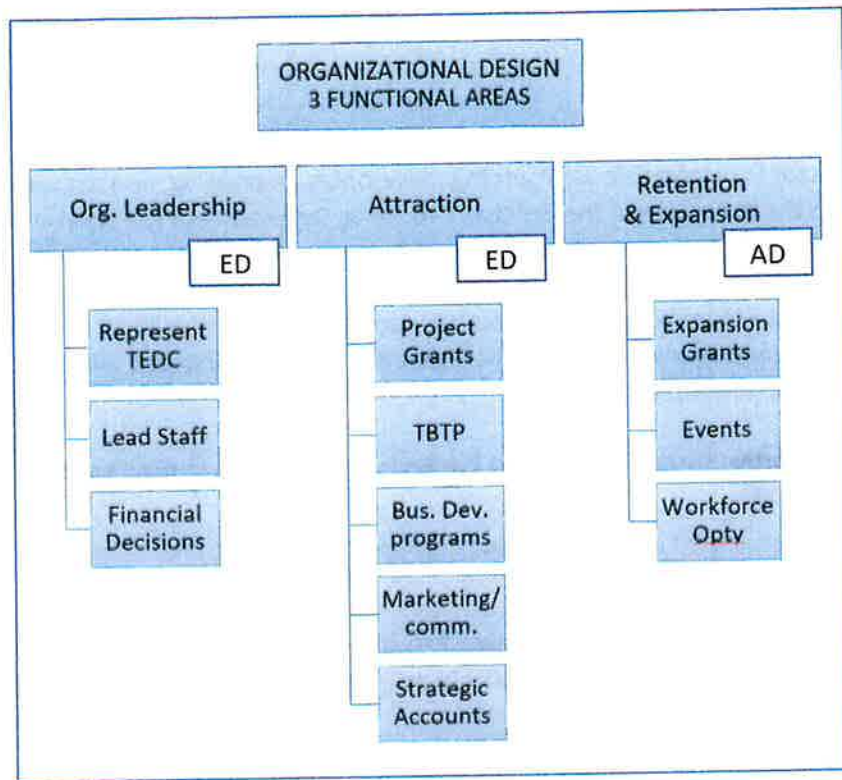 ORGANIZATIONAL DESIGN
3 FUNCTIONAL AREAS
Org. Leadership
ED
Represent
TEDC
Lead Staff
Financial
Decisions
Attraction
ED
Project
Grants
TBTP
Bus. Dev.
programs
Marketing/
comm.
Strategic
Accounts
Retention
& Expansion
AD
Expansion
Grants
Events
Workforce
Optv